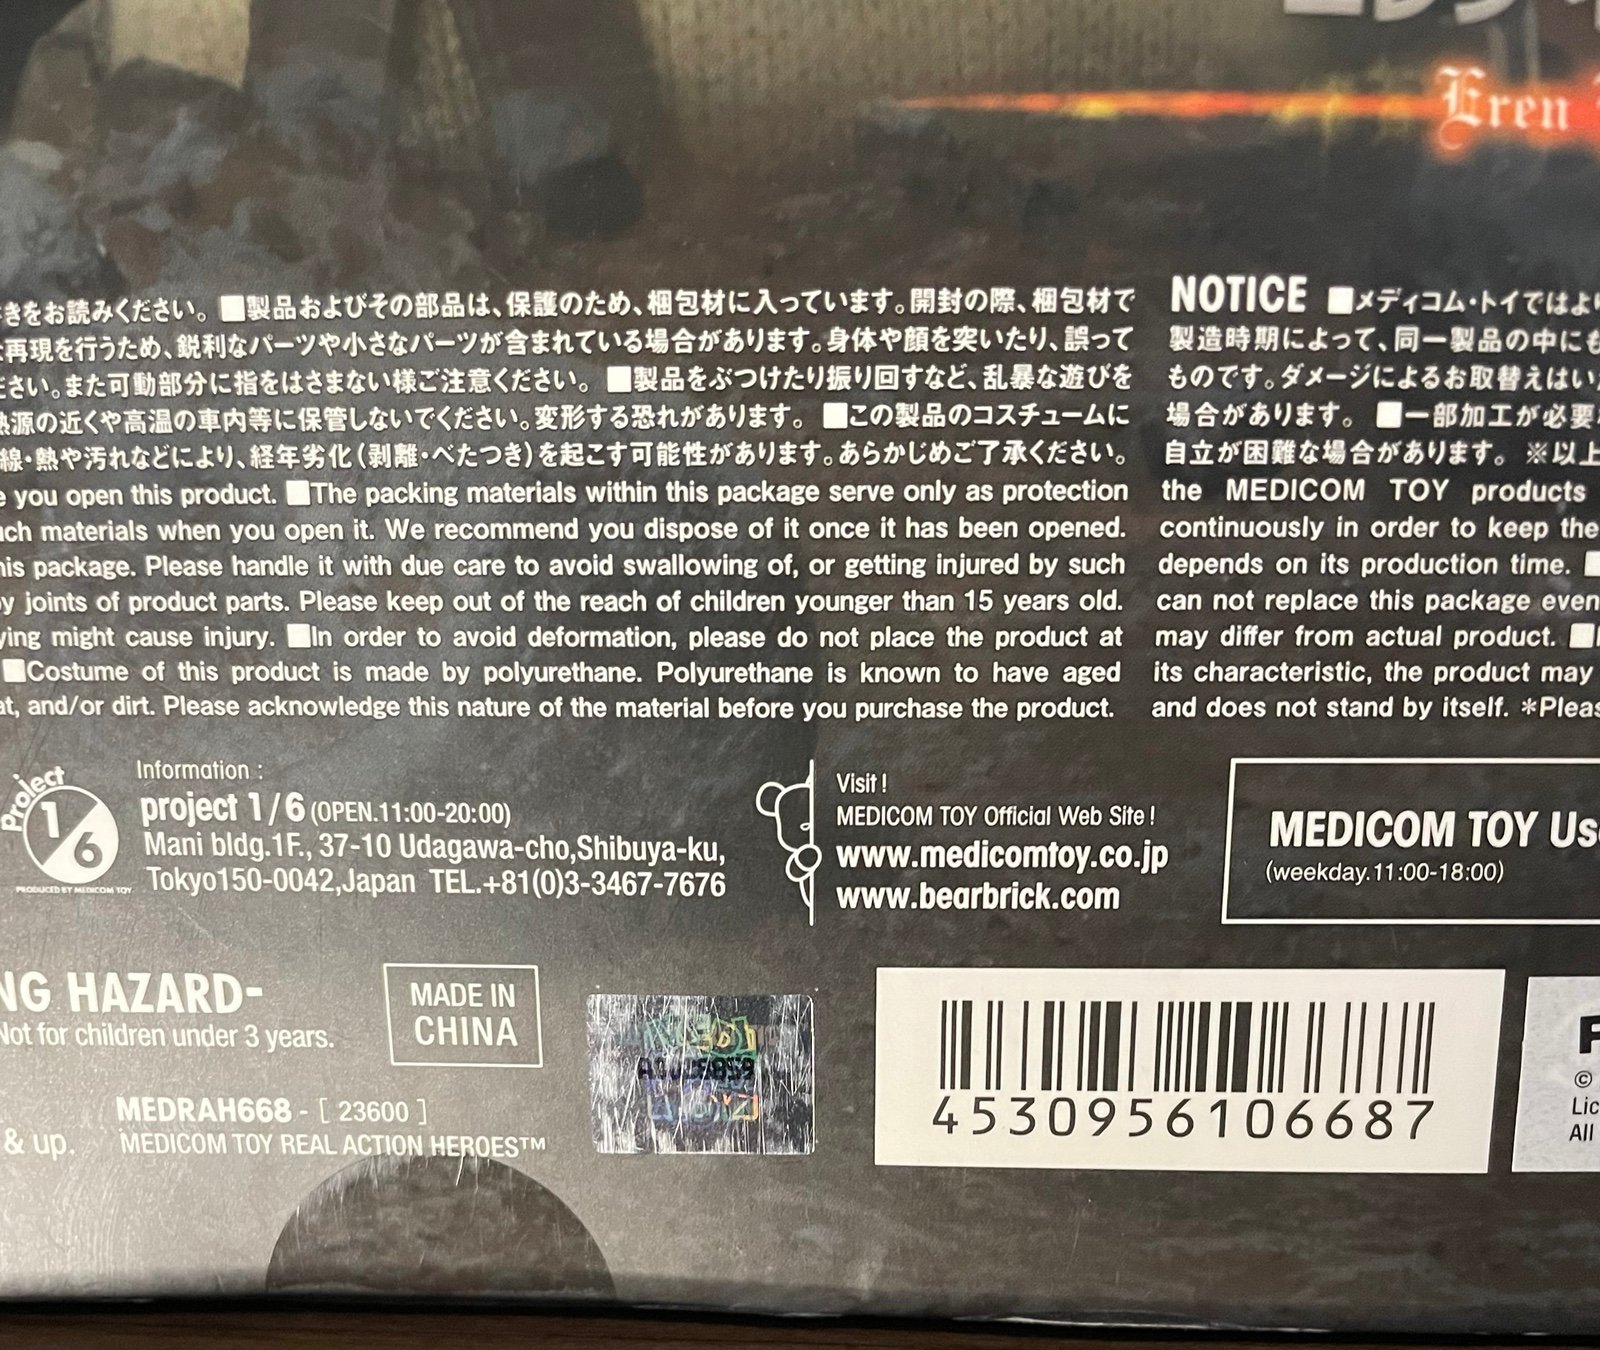 Eren
きをお読みください。 ■製品およびその部品は、保護のため、梱包材に入っています。開封の際、梱包材で
再現を行うため、鋭利なパーツや小さなパーツが含まれている場合があります。身体や顔を突いたり、誤って
ださい。また可動部分に指をはさまない様ご注意ください。 ■製品をぶつけたり振り回すなど、乱暴な遊びを
熱源の近くや高温の車内等に保管しないでください。変形する恐れがあります。 ■この製品のコスチュームに
線・熱や汚れなどにより、経年劣化(剥離・べたつき)を起こす可能性があります。あらかじめご了承ください。
you open this product. ■The packing materials within this package serve only as protection
such materials when you open it. We recommend you dispose of it once it has been opened.
this package. Please handle it with due care to avoid swallowing of, or getting injured by such
by joints of product parts. Please keep out of the reach of children younger than 15 years old.
ying might cause injury. ■In order to avoid deformation, please do not place the product at
■Costume of this product is made by polyurethane. Polyurethane is known to have aged
at, and/or dirt. Please acknowledge this nature of the material before you purchase the product.
NOTICE ■メディコム・トイではよ
製造時期によって、同一製品の中にも
ものです。ダメージによるお取替えはい
場合があります。 ■一部加工が必要
自立が困難な場合があります。 ※以上
the MEDICOM TOY products
continuously in order to keep the
depends on its production time. ■
can not replace this package even
may differ from actual product. ■
its characteristic, the product may
and does not stand by itself. *Pleas
Project
1/6
PRODUCED BY MEDICOM TOY
Information :
project 1/6 (OPEN.11:00-20:00)
Mani bldg.1F., 37-10 Udagawa-cho,Shibuya-ku,
Tokyo150-0042,Japan TEL.+81(0)3-3467-7676
Visit !
MEDICOM TOY Official Web Site !
www.medicomtoy.co.jp
www.bearbrick.com
MEDICOM TOY Us
(weekday.11:00-18:00)
NG HAZARD-
Not for children under 3 years.
MADE IN
CHINA
MEDRAH668 - [ 23600 ]
& up.
MEDICOM TOY REAL ACTION HEROES™
4530956106687
©
Lic
All